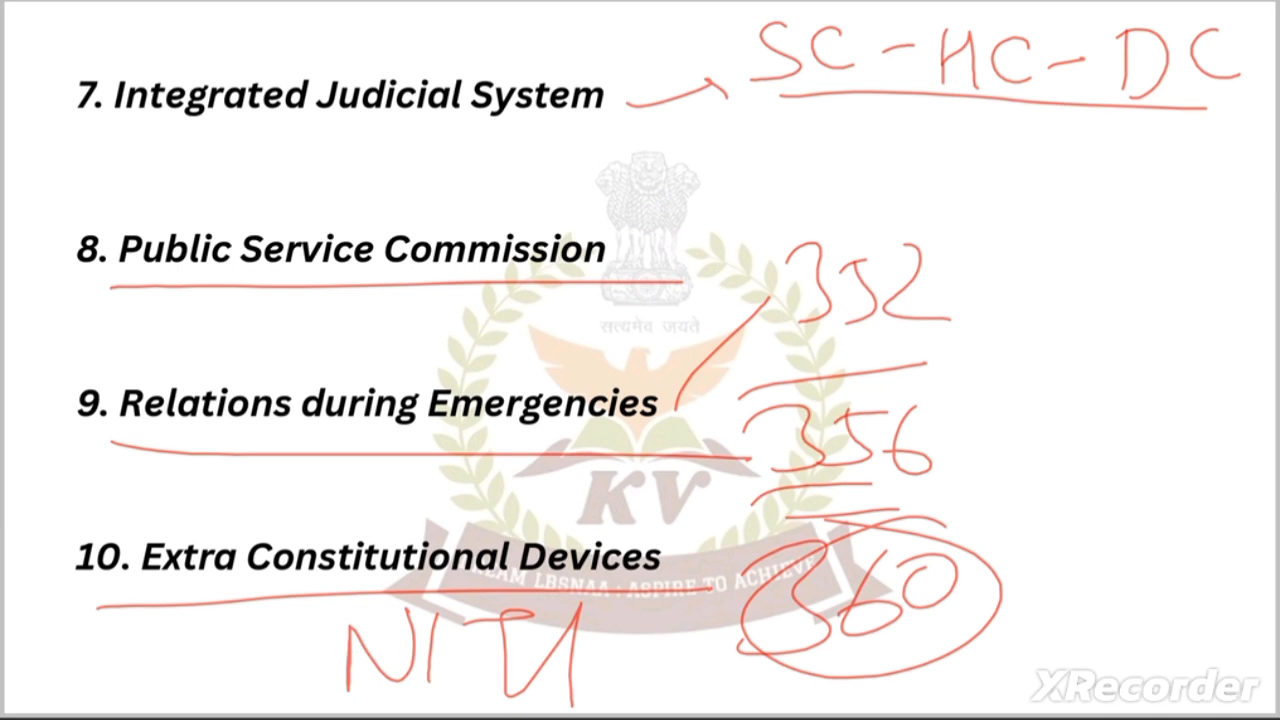 7. Integrated Judicial System
SC - HC - DC
8. Public Service Commission
352
सत्यमेव जयते
9. Relations during Emergencies
356
KV
10. Extra Constitutional Devices
LBSNAA : ASPIRE TO ACHIEVE
360
NITI
XRecorder